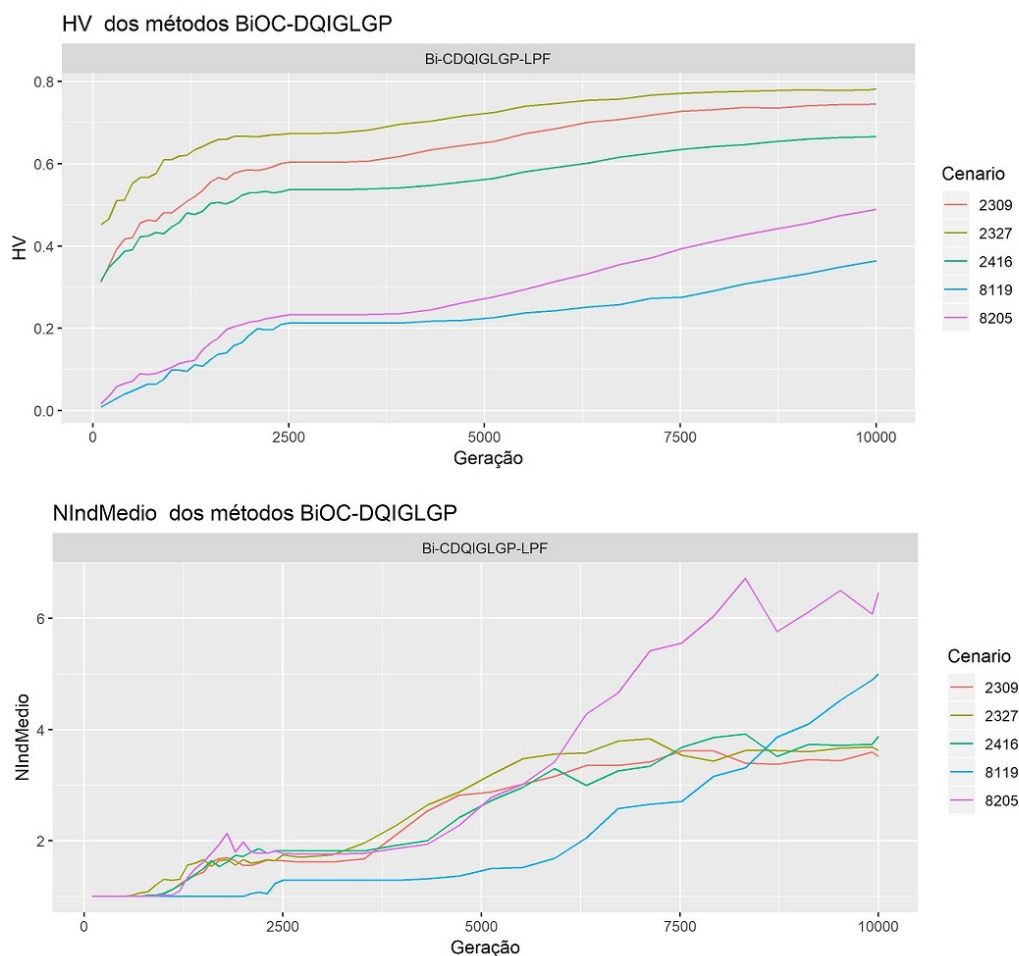 HV  dos métodos BiOC-DQIGLGP
Bi-CDQIGLGP-LPF
0.8
0.6
0.4
0.2
0.0
HV
0
2500
5000
7500
10000
Geração
Cenario
2309
2327
2416
8119
8205
NIndMedio  dos métodos BiOC-DQIGLGP
Bi-CDQIGLGP-LPF
6
4
2
NIndMedio
0
2500
5000
7500
10000
Geração
Cenario
2309
2327
2416
8119
8205